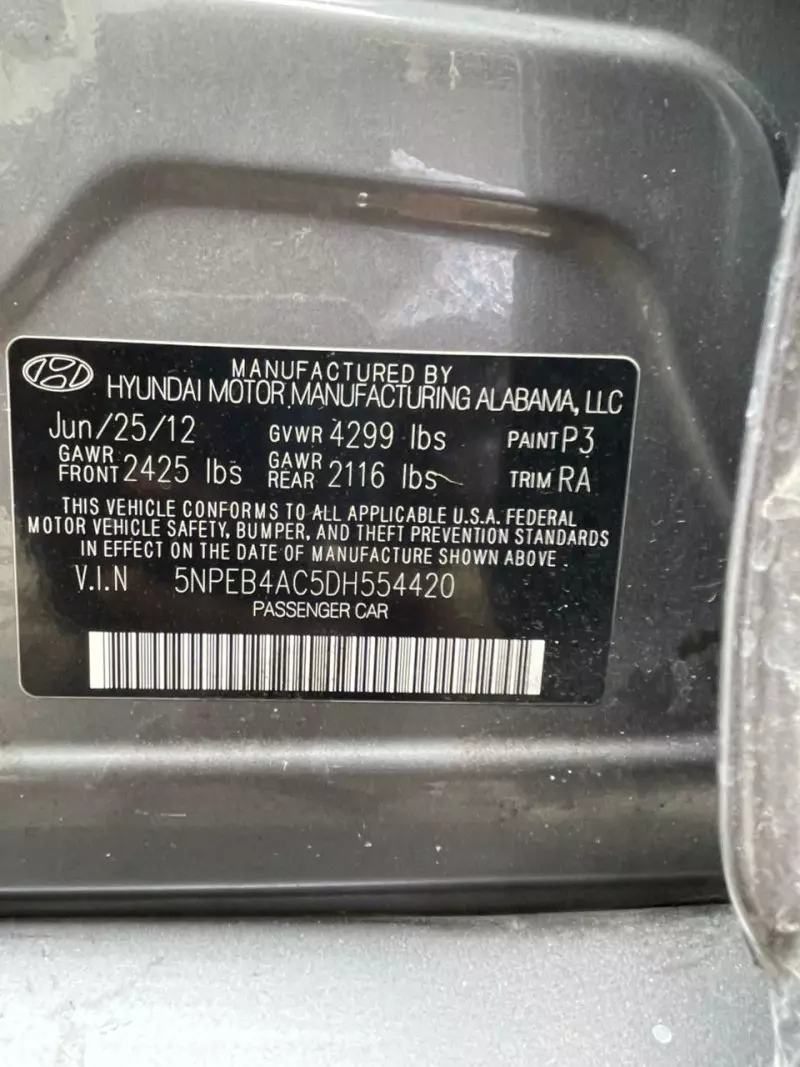 MANUFACTURED BY
HYUNDAI MOTOR MANUFACTURING ALABAMA, LLC
Jun/25/12 GVWR 4299 lbs PAINT P3
GAWR FRONT 2425 lbs GAWR REAR 2116 lbs TRIM RA
THIS VEHICLE CONFORMS TO ALL APPLICABLE U.S.A. FEDERAL
MOTOR VEHICLE SAFETY, BUMPER, AND THEFT PREVENTION STANDARDS
IN EFFECT ON THE DATE OF MANUFACTURE SHOWN ABOVE.
V.I.N 5NPEB4AC5DH554420
PASSENGER CAR